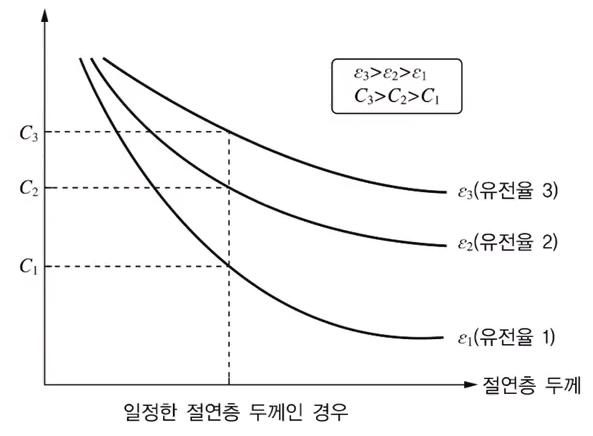 ε₃>ε₂>ε₁
C₃>C₂>C₁
C₃
C₂
C₁
ε₃(유전율 3)
ε₂(유전율 2)
ε₁(유전율 1)
절연층 두께
일정한 절연층 두께인 경우